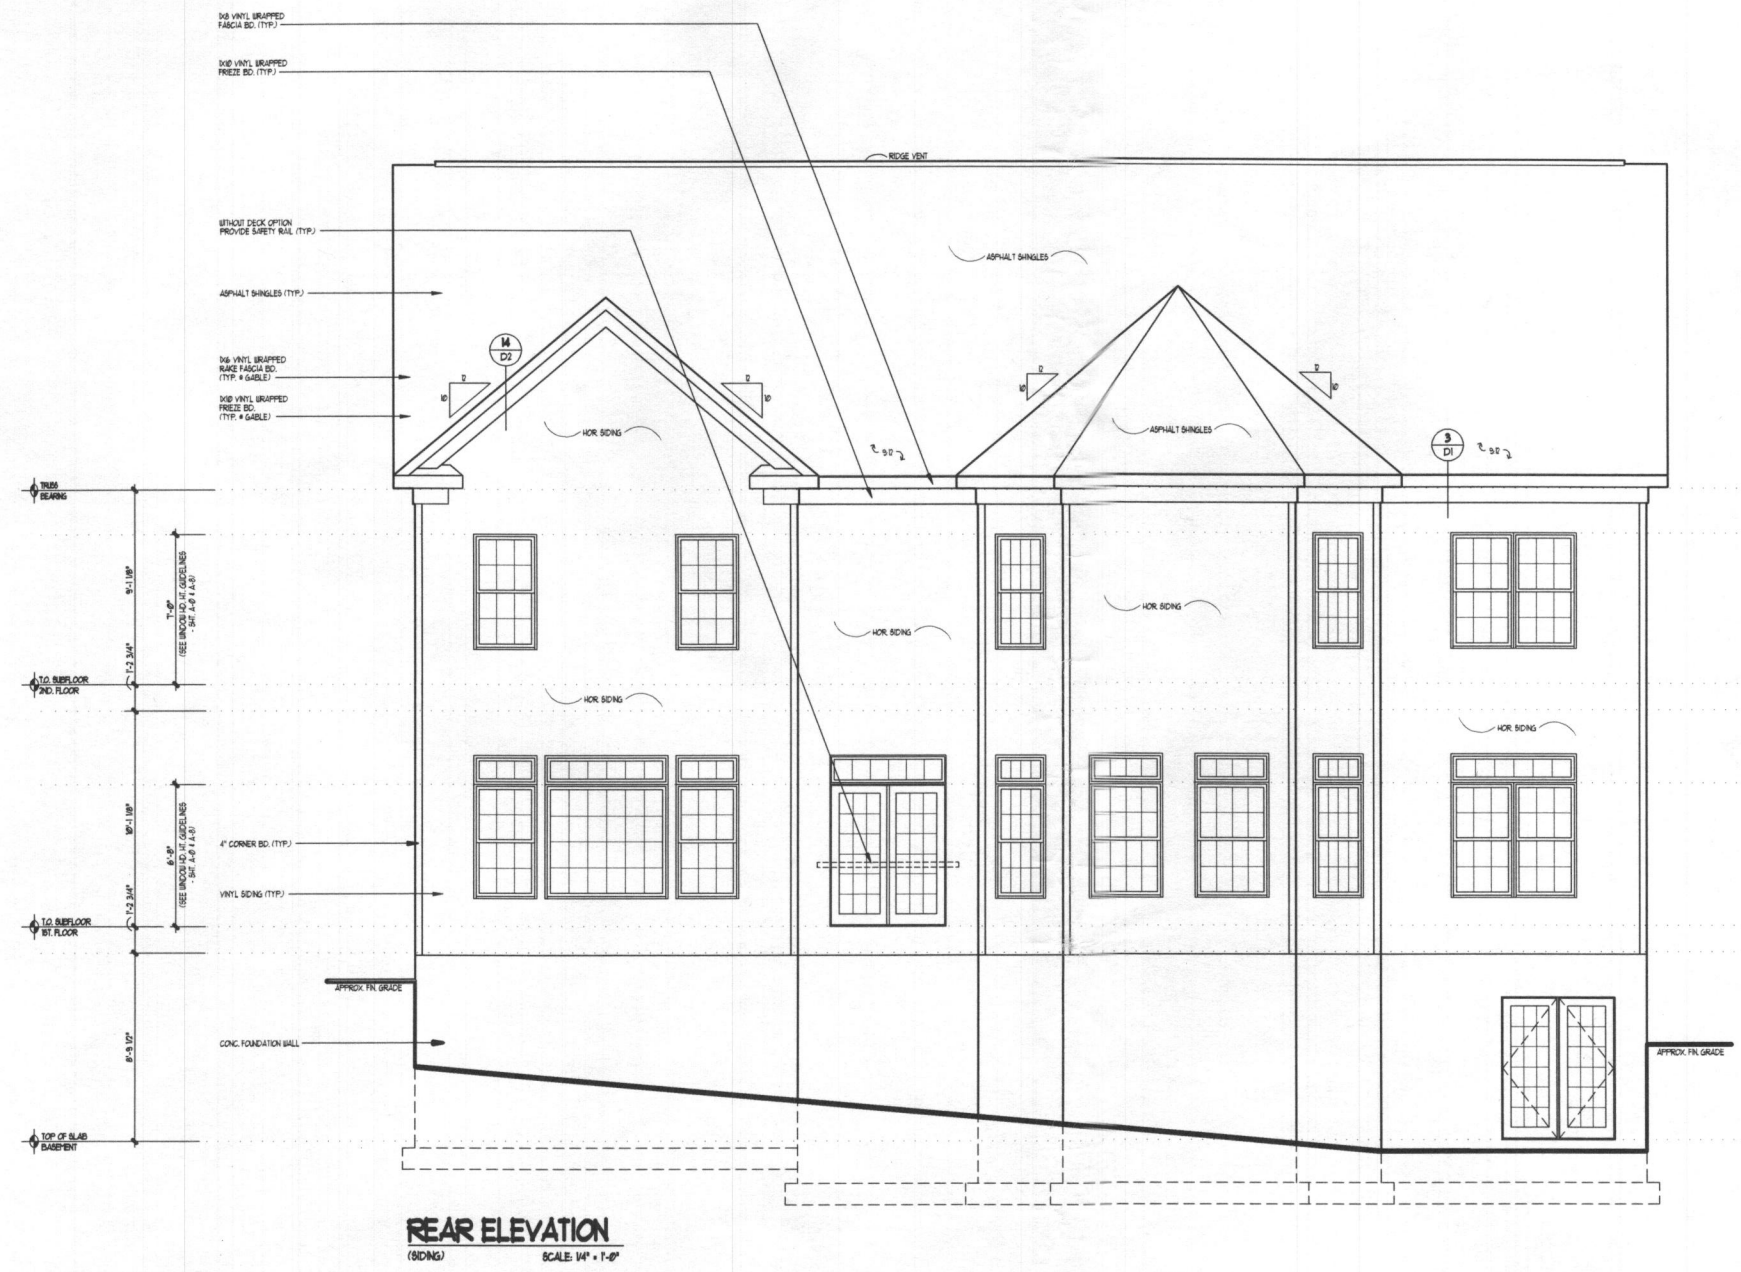 1X8 VINYL WRAPPED
FASCIA BD. (TYP.)
1X10 VINYL WRAPPED
FRIEZE BD. (TYP.)
RIDGE VENT
WITHOUT DECK OPTION
PROVIDE SAFETY RAIL (TYP.)
ASPHALT SHINGLES
ASPHALT SHINGLES (TYP.)
14
D2
1X6 VINYL WRAPPED
RAKE FASCIA BD.
(TYP. @ GABLE)
12
10
12
10
12
10
12
10
1X10 VINYL WRAPPED
FRIEZE BD.
(TYP. @ GABLE)
HOR. SIDING
ASPHALT SHINGLES
3
D1
TRUSS
BEARING
9'-1 1/8"
7'-0"
(SEE WINDOW HD. HT. GUIDELINES
- SHT. A-0 & A-8)
HOR. SIDING
HOR. SIDING
1'-2 3/4"
T.O. SUBFLOOR
2ND. FLOOR
HOR. SIDING
HOR. SIDING
10'-1 1/8"
6'-8"
(SEE WINDOW HD. HT. GUIDELINES
- SHT. A-0 & A-8)
4" CORNER BD. (TYP.)
VINYL SIDING (TYP.)
1'-2 3/4"
T.O. SUBFLOOR
1ST. FLOOR
APPROX. FIN. GRADE
8'-9 1/2"
CONC. FOUNDATION WALL
APPROX. FIN. GRADE
TOP OF SLAB
BASEMENT
REAR ELEVATION
(SIDING)
SCALE: 1/4" = 1'-0"